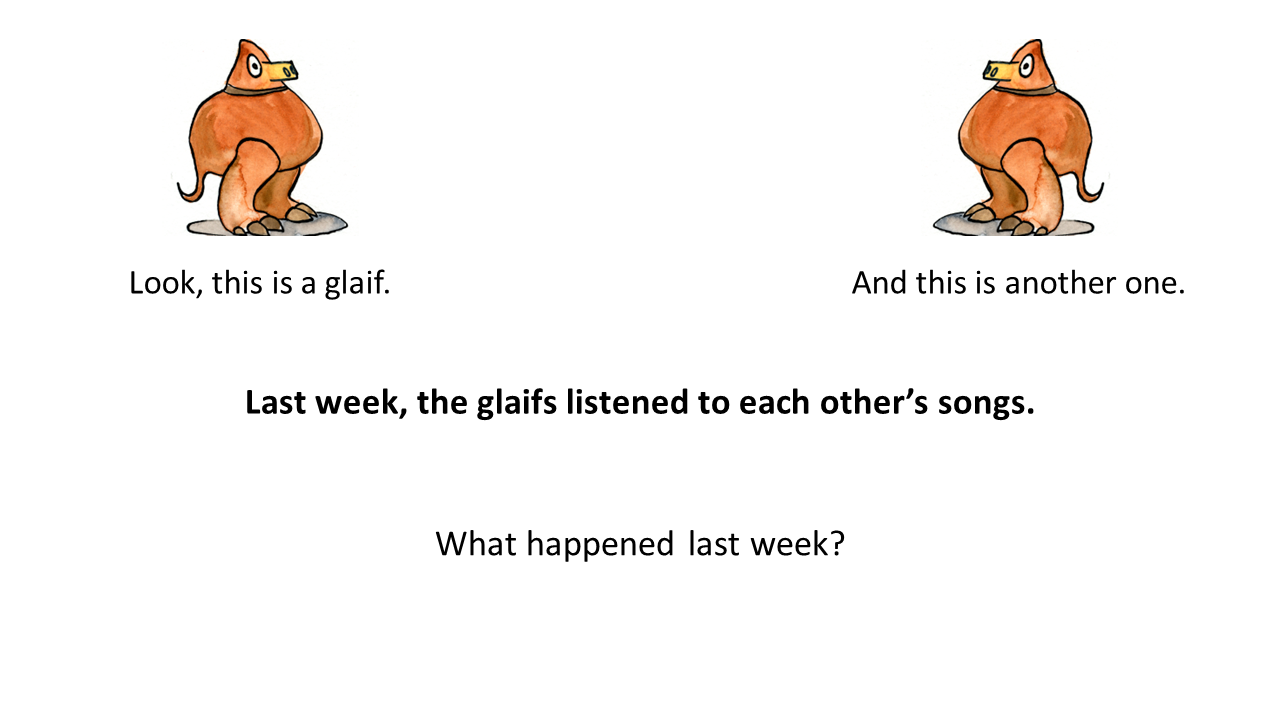 Look, this is a glaif.
And this is another one.
Last week, the glaifs listened to each other’s songs.
What happened last week?